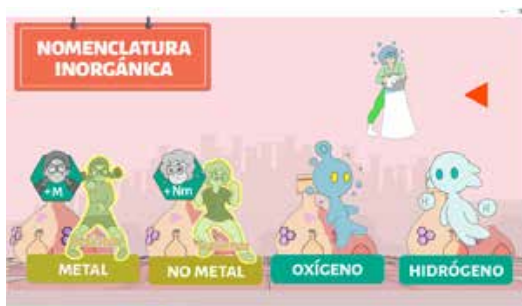 NOMENCLATURA
INORGÁNICA
+M
+Nm
METAL
NO METAL
OXÍGENO
HIDRÓGENO